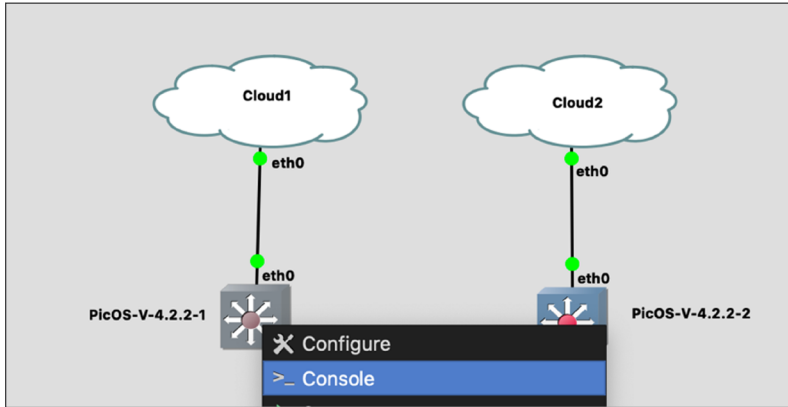 Cloud1
Cloud2
eth0
eth0
eth0
eth0
PicOS-V-4.2.2-1
PicOS-V-4.2.2-2
Configure
>_ Console